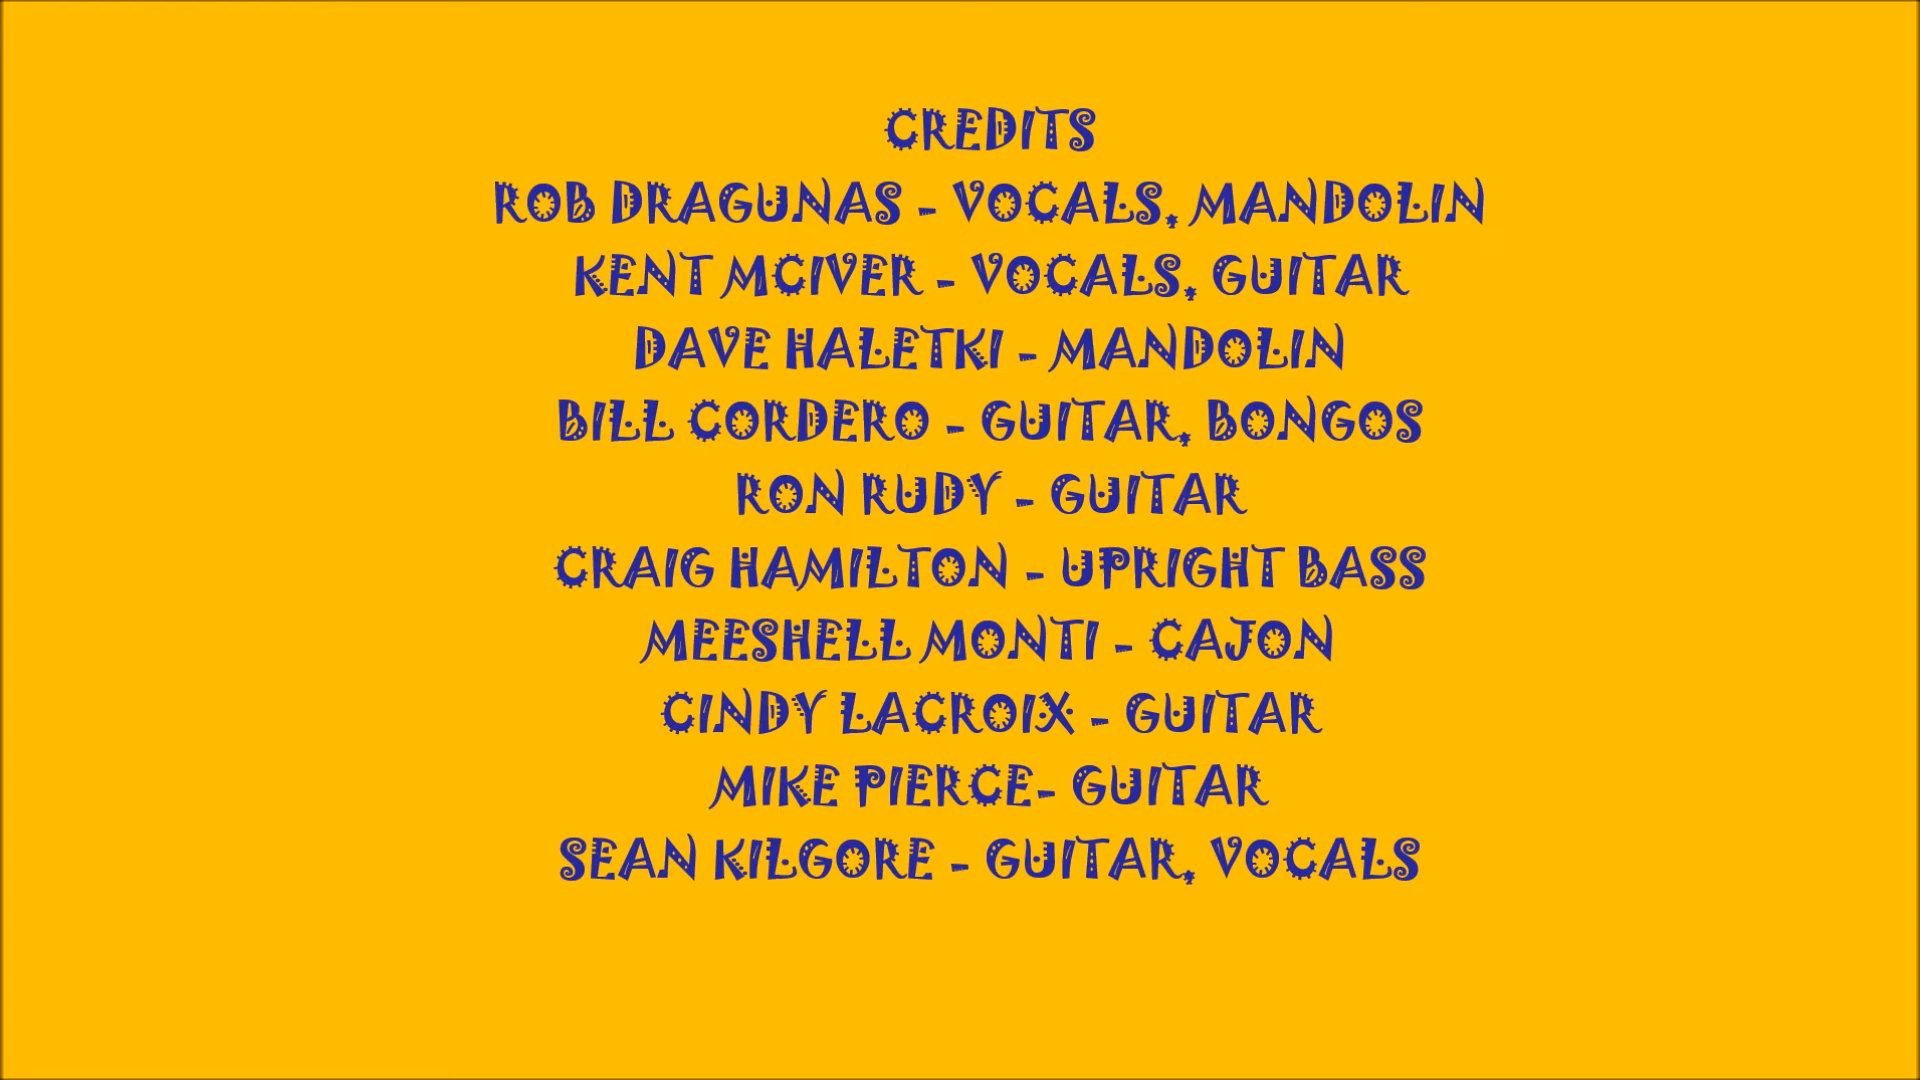 CREDITS
ROB DRAGUNAS - VOCALS, MANDOLIN
KENT MCIVER - VOCALS, GUITAR
DAVE HALETKI - MANDOLIN
BILL CORDERO - GUITAR, BONGOS
RON RUDY - GUITAR
CRAIG HAMILTON - UPRIGHT BASS
MEESHELL MONTI - CAJON
CINDY LACROIX - GUITAR
MIKE PIERCE- GUITAR
SEAN KILGORE - GUITAR, VOCALS